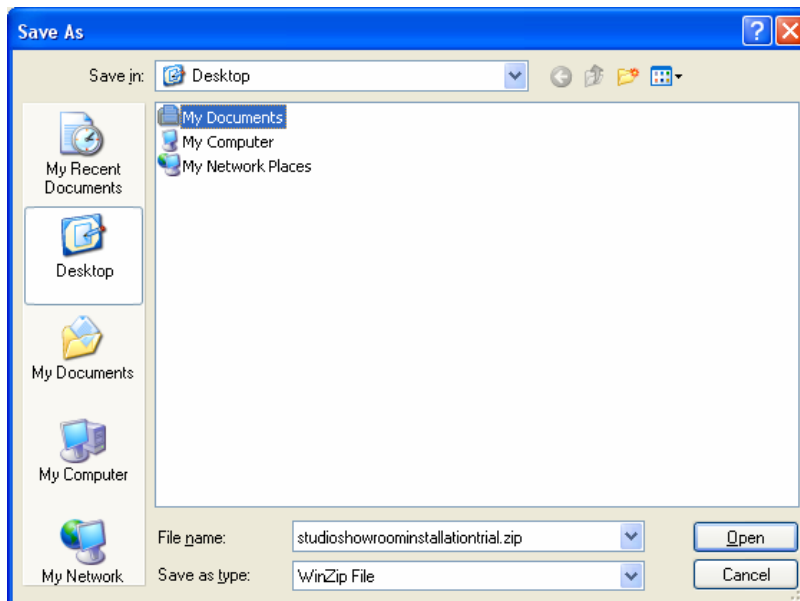 Save As
Save in:
Desktop
My Documents
My Computer
My Network Places
My Recent
Documents
Desktop
My Documents
My Computer
My Network
File name:
studioshowroominstallationtrial.zip
Open
Save as type:
WinZip File
Cancel